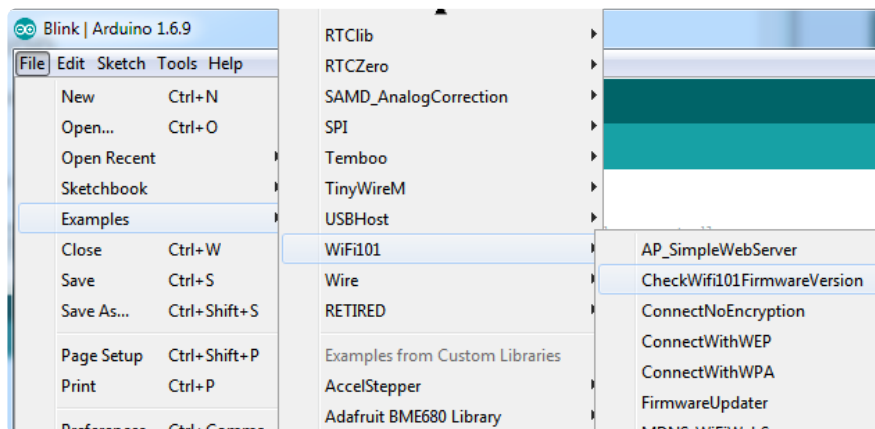 Blink | Arduino 1.6.9
File Edit Sketch Tools Help
New Ctrl+N
Open... Ctrl+O
Open Recent
Sketchbook
Examples
Close Ctrl+W
Save Ctrl+S
Save As... Ctrl+Shift+S
Page Setup Ctrl+Shift+P
Print Ctrl+P
RTClib
RTCZero
SAMD_AnalogCorrection
SPI
Temboo
TinyWireM
USBHost
WiFi101
Wire
RETIRED
Examples from Custom Libraries
AccelStepper
Adafruit BME680 Library
AP_SimpleWebServer
CheckWifi101FirmwareVersion
ConnectNoEncryption
ConnectWithWEP
ConnectWithWPA
FirmwareUpdater